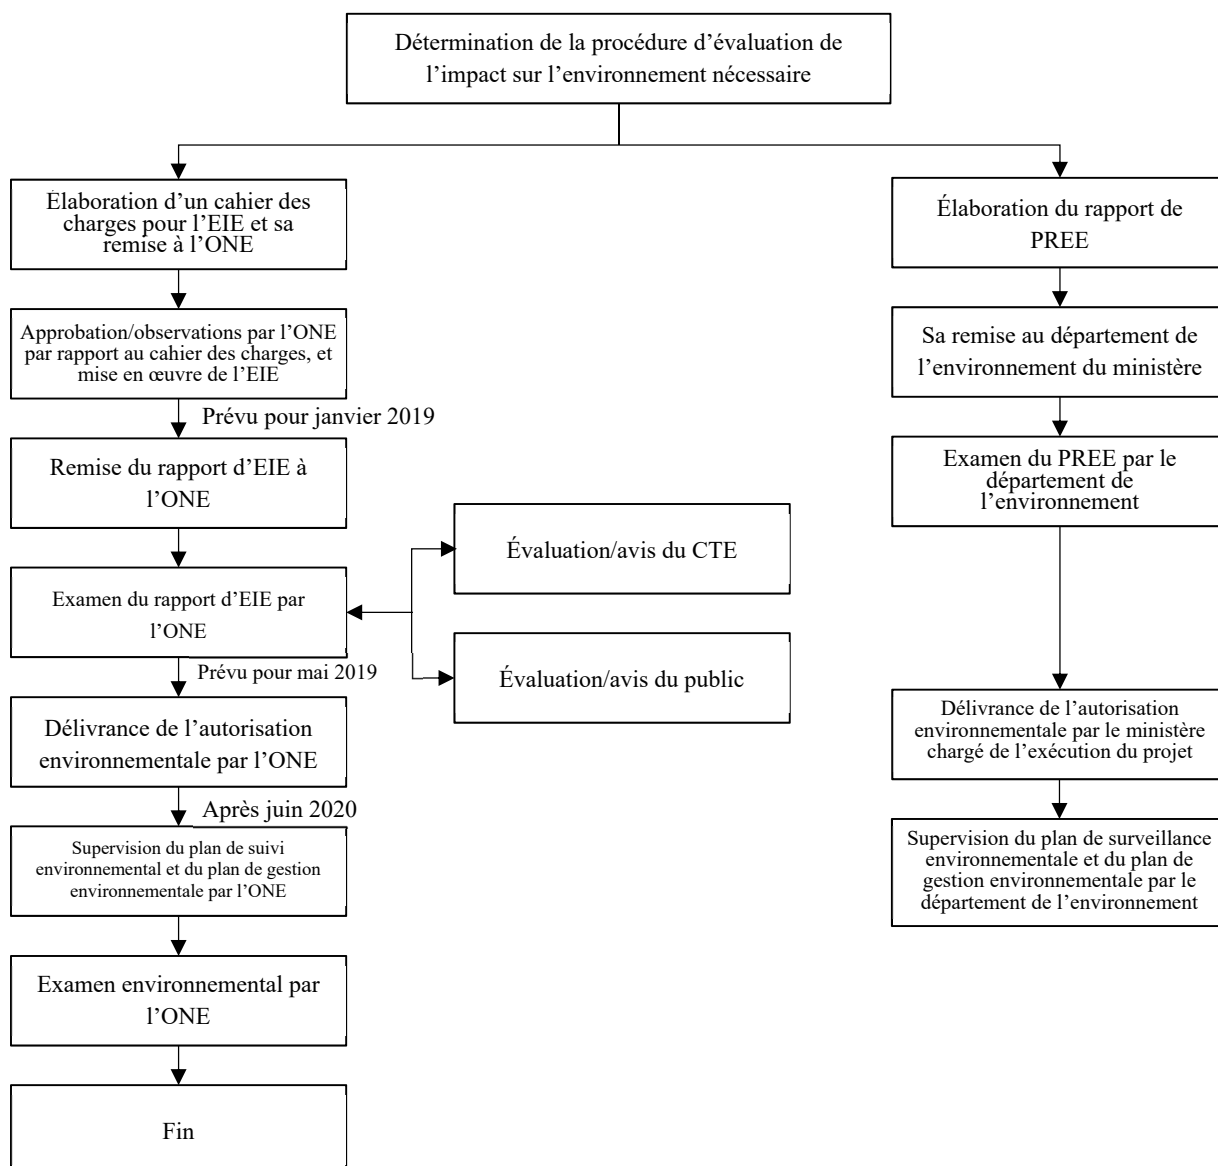 Détermination de la procédure d’évaluation de
l’impact sur l’environnement nécessaire
Élaboration d’un cahier des
charges pour l’EIE et sa
remise à l’ONE
Approbation/observations par l’ONE
par rapport au cahier des charges, et
mise en œuvre de l’EIE
Prévu pour janvier 2019
Remise du rapport d’EIE à
l’ONE
Examen du rapport d’EIE par
l’ONE
Évaluation/avis du CTE
Évaluation/avis du public
Prévu pour mai 2019
Délivrance de l’autorisation
environnementale par l’ONE
Après juin 2020
Supervision du plan de suivi
environnemental et du plan de gestion
environnementale par l’ONE
Examen environnemental par
l’ONE
Fin
Élaboration du rapport de
PREE
Sa remise au département de
l’environnement du ministère
Examen du PREE par le
département de
l’environnement
Délivrance de l’autorisation
environnementale par le ministère
chargé de l’exécution du projet
Supervision du plan de surveillance
environnementale et du plan de
gestion environnementale par le
département de l’environnement